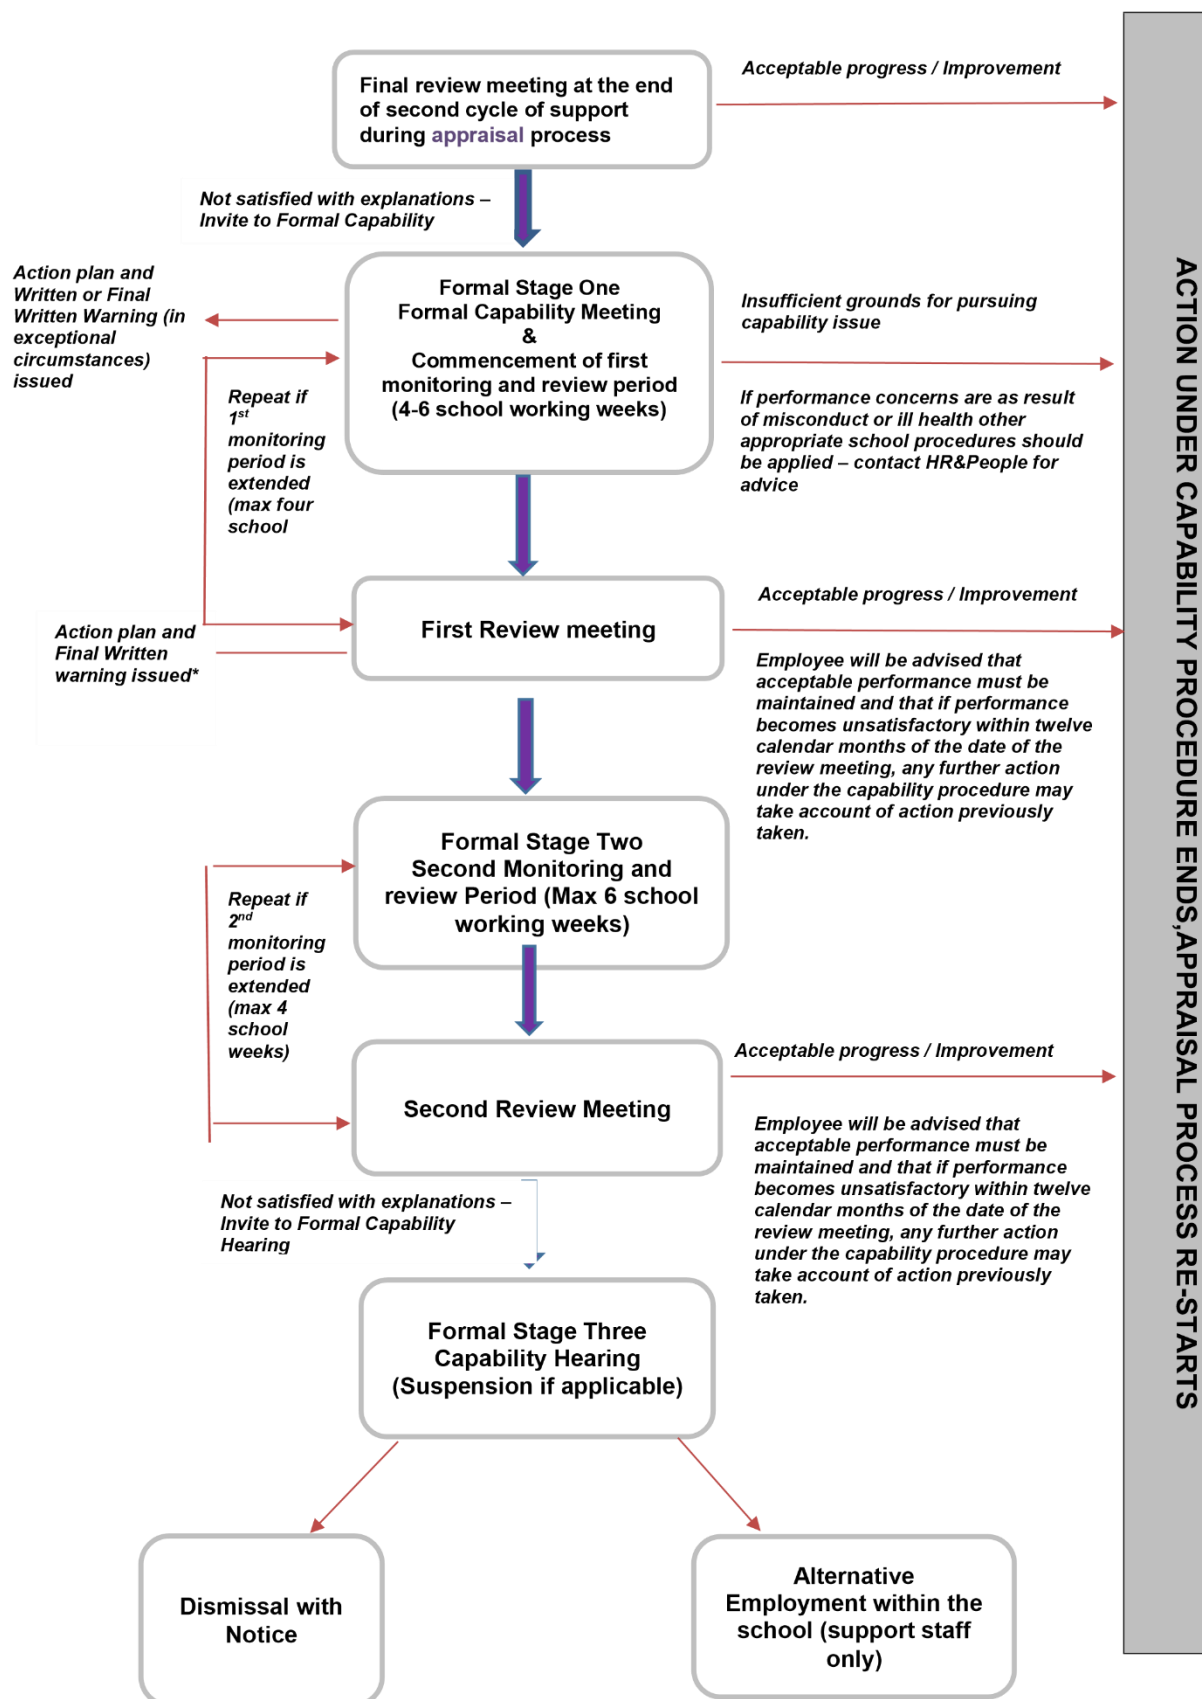 Final review meeting at the end
of second cycle of support
during appraisal process
Acceptable progress / Improvement
Not satisfied with explanations –
Invite to Formal Capability
Action plan and
Written or Final
Written Warning (in
exceptional
circumstances)
issued
Formal Stage One
Formal Capability Meeting
&
Commencement of first
monitoring and review period
(4-6 school working weeks)
Insufficient grounds for pursuing
capability issue
If performance concerns are as result
of misconduct or ill health other
appropriate school procedures should
be applied – contact HR&People for
advice
Repeat if
1st
monitoring
period is
extended
(max four
school
First Review meeting
Acceptable progress / Improvement
Action plan and
Final Written
warning issued*
Employee will be advised that
acceptable performance must be
maintained and that if performance
becomes unsatisfactory within twelve
calendar months of the date of the
review meeting, any further action
under the capability procedure may
take account of action previously
taken.
Formal Stage Two
Second Monitoring and
review Period (Max 6 school
working weeks)
Repeat if
2nd
monitoring
period is
extended
(max 4
school
weeks)
Second Review Meeting
Acceptable progress / Improvement
Employee will be advised that
acceptable performance must be
maintained and that if performance
becomes unsatisfactory within twelve
calendar months of the date of the
review meeting, any further action
under the capability procedure may
take account of action previously
taken.
Not satisfied with explanations –
Invite to Formal Capability
Hearing
Formal Stage Three
Capability Hearing
(Suspension if applicable)
Dismissal with
Notice
Alternative
Employment within the
school (support staff
only)
ACTION UNDER CAPABILITY PROCEDURE ENDS,APPRAISAL PROCESS RE-STARTS